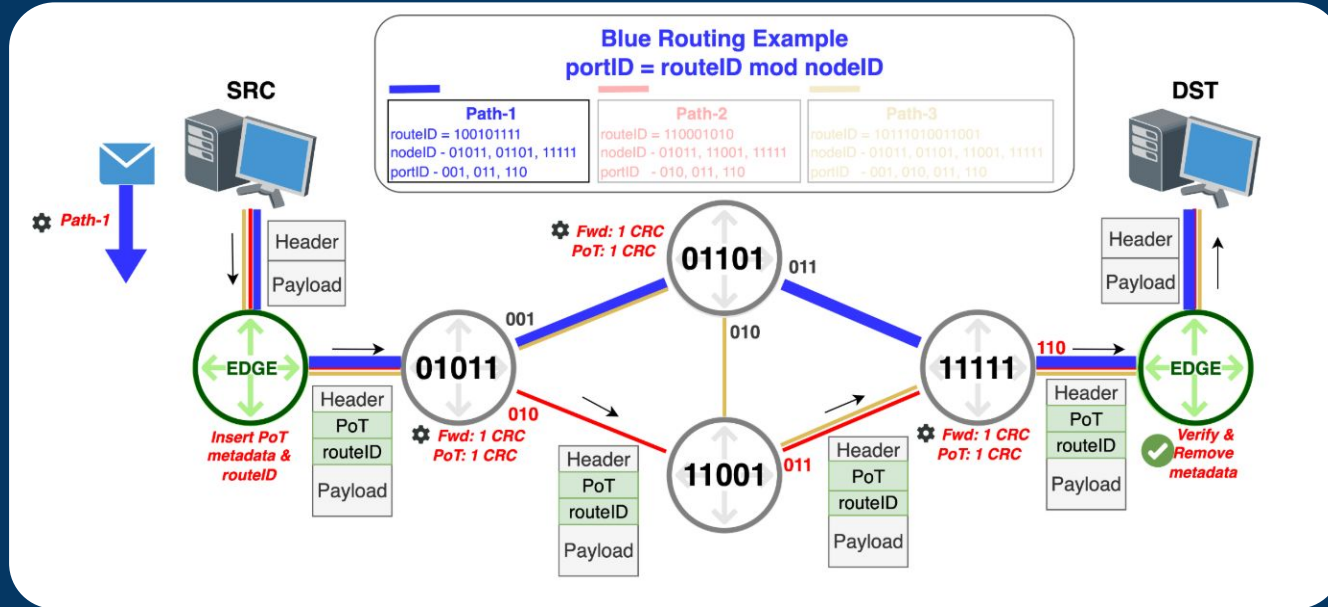 Blue Routing Example
portID = routeID mod nodeID
Path-1
routeID = 100101111
nodeID - 01011, 01101, 11111
portID - 001, 011, 110
Path-2
routeID = 110001010
nodeID - 01011, 11001, 11111
portID - 010, 011, 110
Path-3
routeID = 10111010011001
nodeID - 01011, 01101, 11001, 11111
portID - 001, 010, 011, 110
SRC
DST
Path-1
Header
Payload
Fwd: 1 CRC
PoT: 1 CRC
01101
011
010
Header
Payload
EDGE
Insert PoT
metadata &
routeID
Header
PoT
routeID
Payload
01011
001
010
Fwd: 1 CRC
PoT: 1 CRC
Header
PoT
routeID
Payload
11001
011
Header
PoT
routeID
Payload
11111
110
Fwd: 1 CRC
PoT: 1 CRC
Header
PoT
routeID
Payload
EDGE
Verify &
Remove
metadata